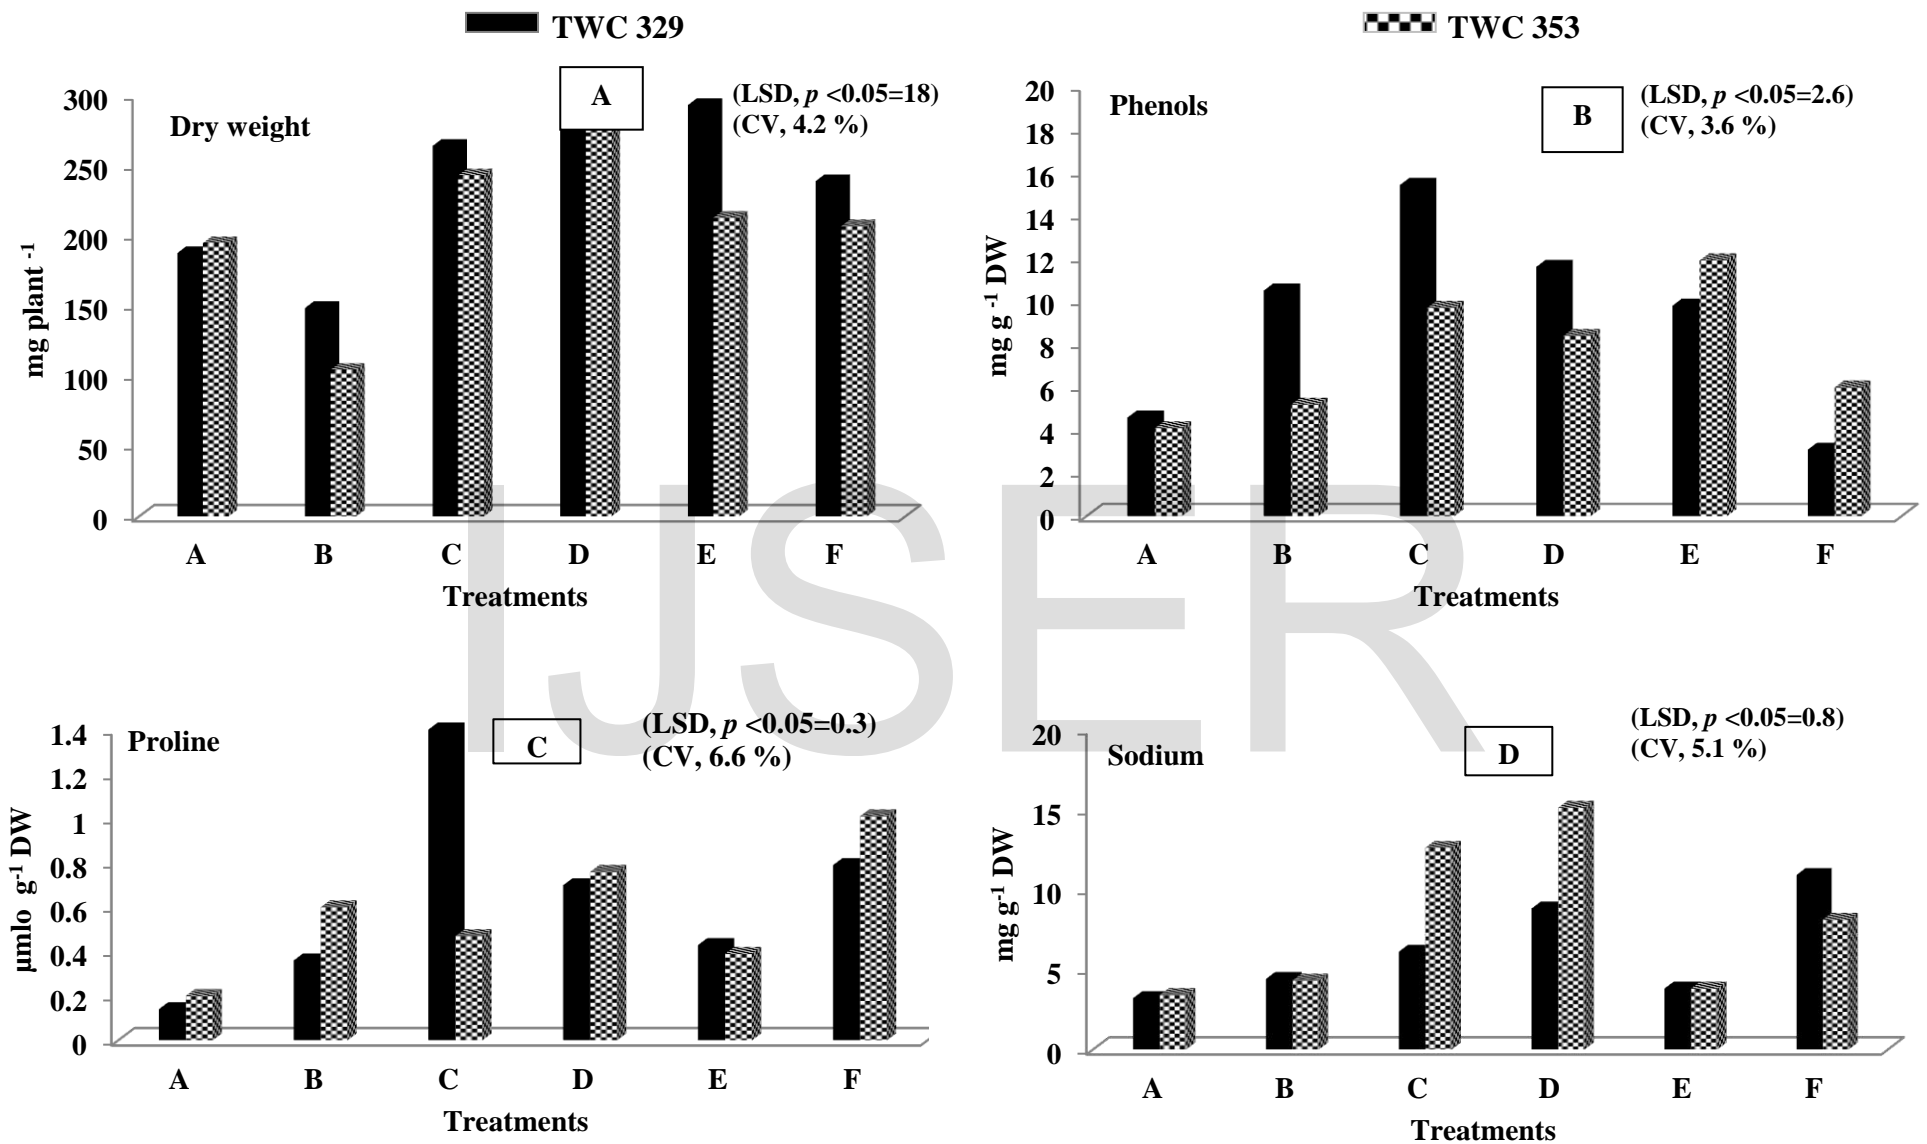 TWC 329
TWC 353
A
(LSD, p <0.05=18)
(CV, 4.2 %)
Dry weight
300
250
200
150
100
50
0
mg plant -1
A B C D E F
Treatments
B
(LSD, p <0.05=2.6)
(CV, 3.6 %)
Phenols
20
18
16
14
12
10
8
6
4
2
0
mg g -1 DW
A B C D E F
Treatments
IJSER
C
(LSD, p <0.05=0.3)
(CV, 6.6 %)
Proline
1.4
1.2
1
0.8
0.6
0.4
0.2
0
µmlo g-1 DW
A B C D E F
Treatments
D
(LSD, p <0.05=0.8)
(CV, 5.1 %)
Sodium
20
15
10
5
0
mg g-1 DW
A B C D E F
Treatments